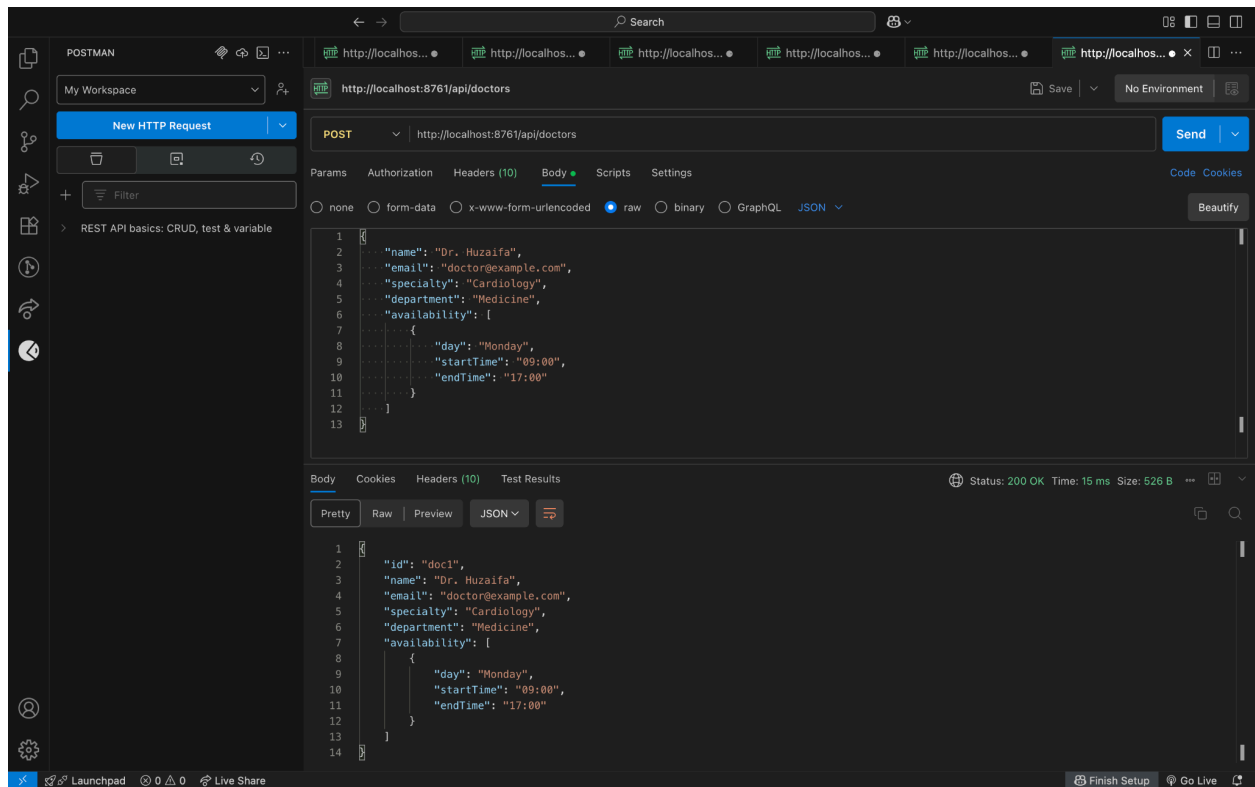 Search
POSTMAN
My Workspace
New HTTP Request
Filter
REST API basics: CRUD, test & variable
http://localhos... http://localhos... http://localhos... http://localhos... http://localhos... http://localhos...
HTTP http://localhost:8761/api/doctors Save No Environment
POST http://localhost:8761/api/doctors Send
Params Authorization Headers (10) Body Scripts Settings Code Cookies
none form-data x-www-form-urlencoded raw binary GraphQL JSON Beautify
1 {
2 "name": "Dr. Huzaifa",
3 "email": "doctor@example.com",
4 "specialty": "Cardiology",
5 "department": "Medicine",
6 "availability": [
7 {
8 "day": "Monday",
9 "startTime": "09:00",
10 "endTime": "17:00"
11 }
12 ]
13 }
Body Cookies Headers (10) Test Results Status: 200 OK Time: 15 ms Size: 526 B
Pretty Raw Preview JSON
1 {
2 "id": "doc1",
3 "name": "Dr. Huzaifa",
4 "email": "doctor@example.com",
5 "specialty": "Cardiology",
6 "department": "Medicine",
7 "availability": [
8 {
9 "day": "Monday",
10 "startTime": "09:00",
11 "endTime": "17:00"
12 }
13 ]
14 }
Launchpad 0 0 Live Share Finish Setup Go Live